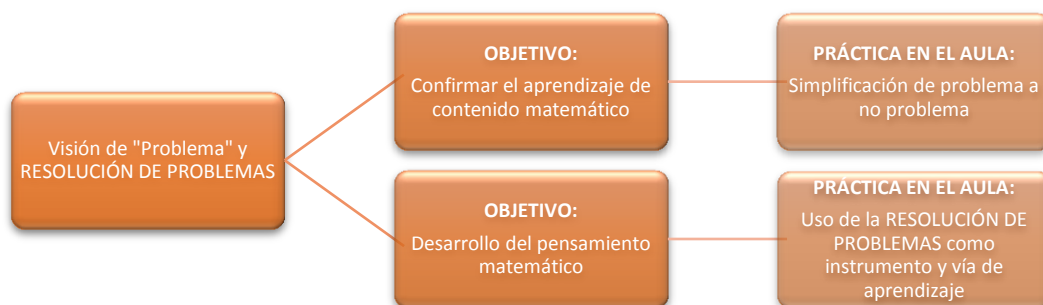 Visión de "Problema" y
RESOLUCIÓN DE PROBLEMAS
OBJETIVO:
Confirmar el aprendizaje de
contenido matemático
PRÁCTICA EN EL AULA:
Simplificación de problema a
no problema
OBJETIVO:
Desarrollo del pensamiento
matemático
PRÁCTICA EN EL AULA:
Uso de la RESOLUCIÓN DE
PROBLEMAS como
instrumento y vía de
aprendizaje